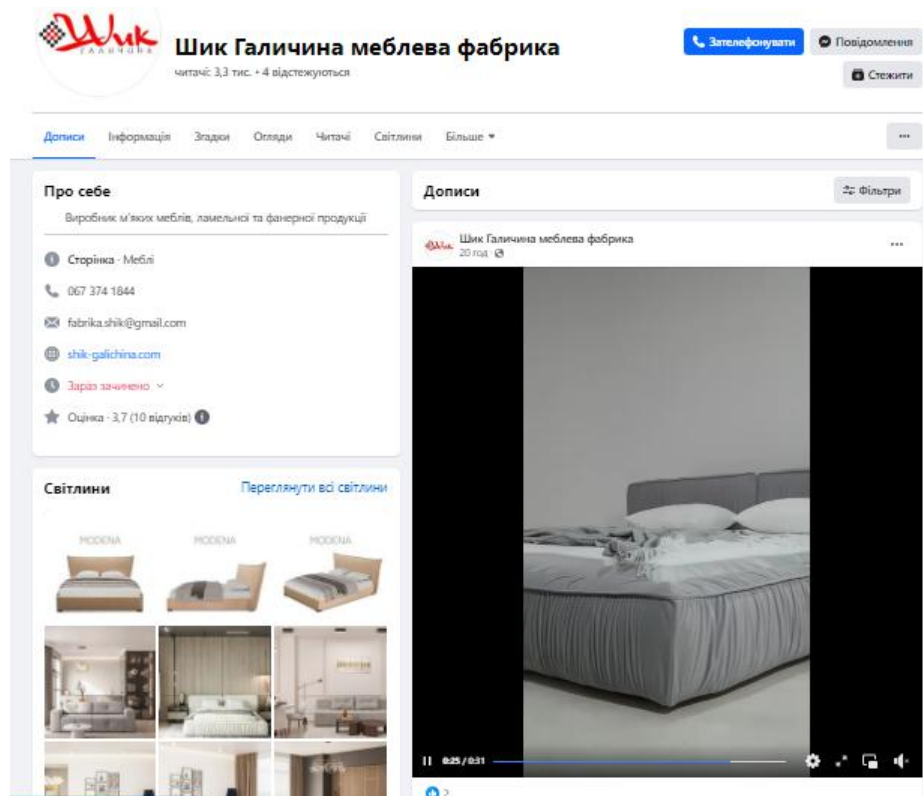 Шик
ГАЛИЧИНА
Шик Галичина меблева фабрика
читачі: 3,3 тис. • 4 відстежуються
Зателефонувати
Повідомлення
Стежити
Дописи
Інформація
Згадки
Огляди
Читачі
Світлини
Більше
Про себе
Виробник м'яких меблів, ламельної та фанерної продукції
Сторінка · Меблі
067 374 1844
fabrika.shik@gmail.com
shik-galichina.com
Зараз зачинено
Оцінка · 3,7 (10 відгуків)
Світлини
Переглянути всі світлини
MODENA
MODENA
MODENA
Дописи
Фільтри
Шик Галичина меблева фабрика
20 год
0:25 / 0:31
2